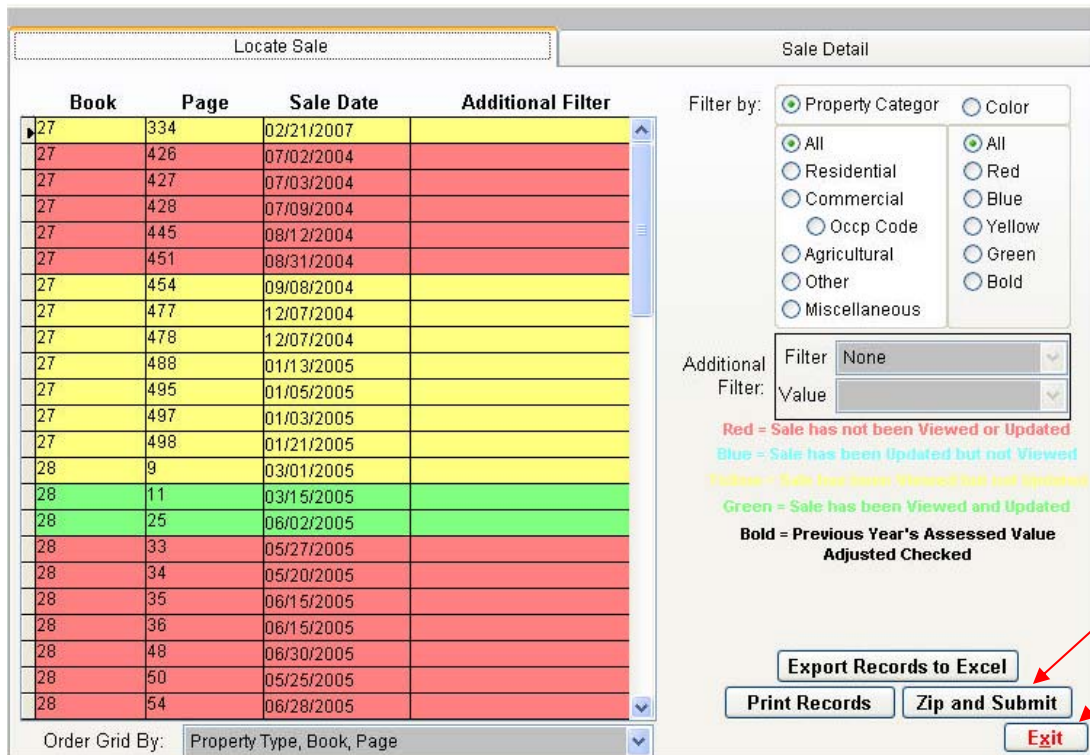 Locate Sale
Sale Detail
Book Page Sale Date Additional Filter
27 334 02/21/2007
27 426 07/02/2004
27 427 07/03/2004
27 428 07/09/2004
27 445 08/12/2004
27 451 08/31/2004
27 454 09/08/2004
27 477 12/07/2004
27 478 12/07/2004
27 488 01/13/2005
27 495 01/05/2005
27 497 01/03/2005
27 498 01/21/2005
28 9 03/01/2005
28 11 03/15/2005
28 25 06/02/2005
28 33 05/27/2005
28 34 05/20/2005
28 35 06/15/2005
28 36 06/15/2005
28 48 06/30/2005
28 50 05/25/2005
28 54 06/28/2005
Order Grid By: Property Type, Book, Page
Filter by: Property Categor Color
All All
Residential Red
Commercial Blue
Occp Code Yellow
Agricultural Green
Other Bold
Miscellaneous
Additional Filter:
Filter None
Value
Red = Sale has not been Viewed or Updated
Blue = Sale has been Updated but not Viewed
Yellow = Sale has been Viewed but not Updated
Green = Sale has been Viewed and Updated
Bold = Previous Year's Assessed Value
Adjusted Checked
Export Records to Excel
Print Records Zip and Submit
Exit